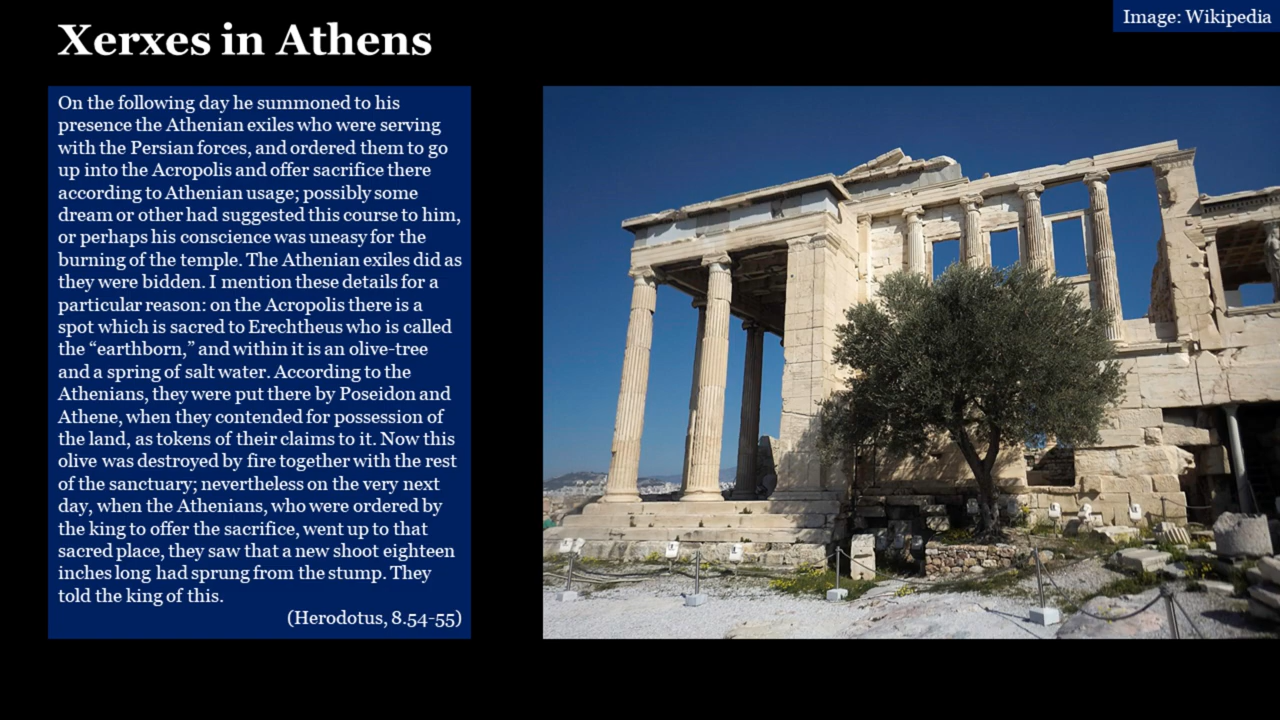 Xerxes in Athens
Image: Wikipedia
On the following day he summoned to his
presence the Athenian exiles who were serving
with the Persian forces, and ordered them to go
up into the Acropolis and offer sacrifice there
according to Athenian usage; possibly some
dream or other had suggested this course to him,
or perhaps his conscience was uneasy for the
burning of the temple. The Athenian exiles did as
they were bidden. I mention these details for a
particular reason: on the Acropolis there is a
spot which is sacred to Erechtheus who is called
the “earthborn,” and within it is an olive-tree
and a spring of salt water. According to the
Athenians, they were put there by Poseidon and
Athene, when they contended for possession of
the land, as tokens of their claims to it. Now this
olive was destroyed by fire together with the rest
of the sanctuary; nevertheless on the very next
day, when the Athenians, who were ordered by
the king to offer the sacrifice, went up to that
sacred place, they saw that a new shoot eighteen
inches long had sprung from the stump. They
told the king of this.
(Herodotus, 8.54-55)